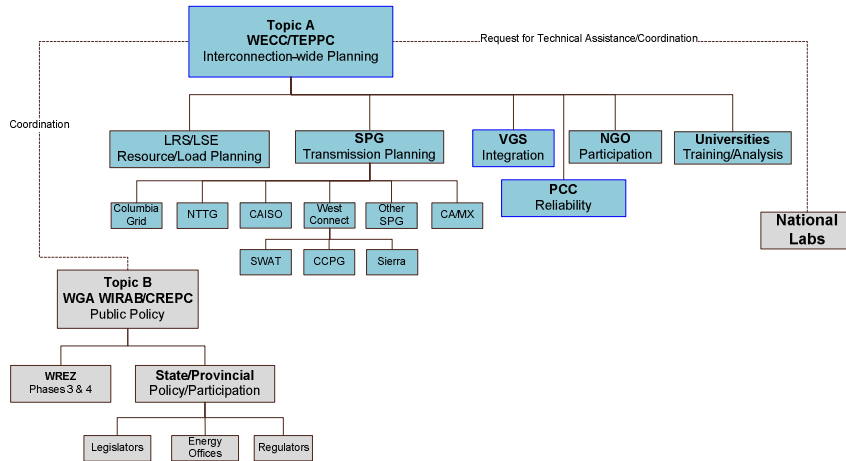 Topic A
WECC/TEPPC
Interconnection-wide Planning
Request for Technical Assistance/Coordination
Coordination
LRS/LSE
Resource/Load Planning
SPG
Transmission Planning
VGS
Integration
NGO
Participation
Universities
Training/Analysis
PCC
Reliability
Columbia
Grid
NTTG
CAISO
West
Connect
Other
SPG
CA/MX
National
Labs
SWAT
CCPG
Sierra
Topic B
WGA WIRAB/CREPC
Public Policy
WREZ
Phases 3 & 4
State/Provincial
Policy/Participation
Legislators
Energy
Offices
Regulators